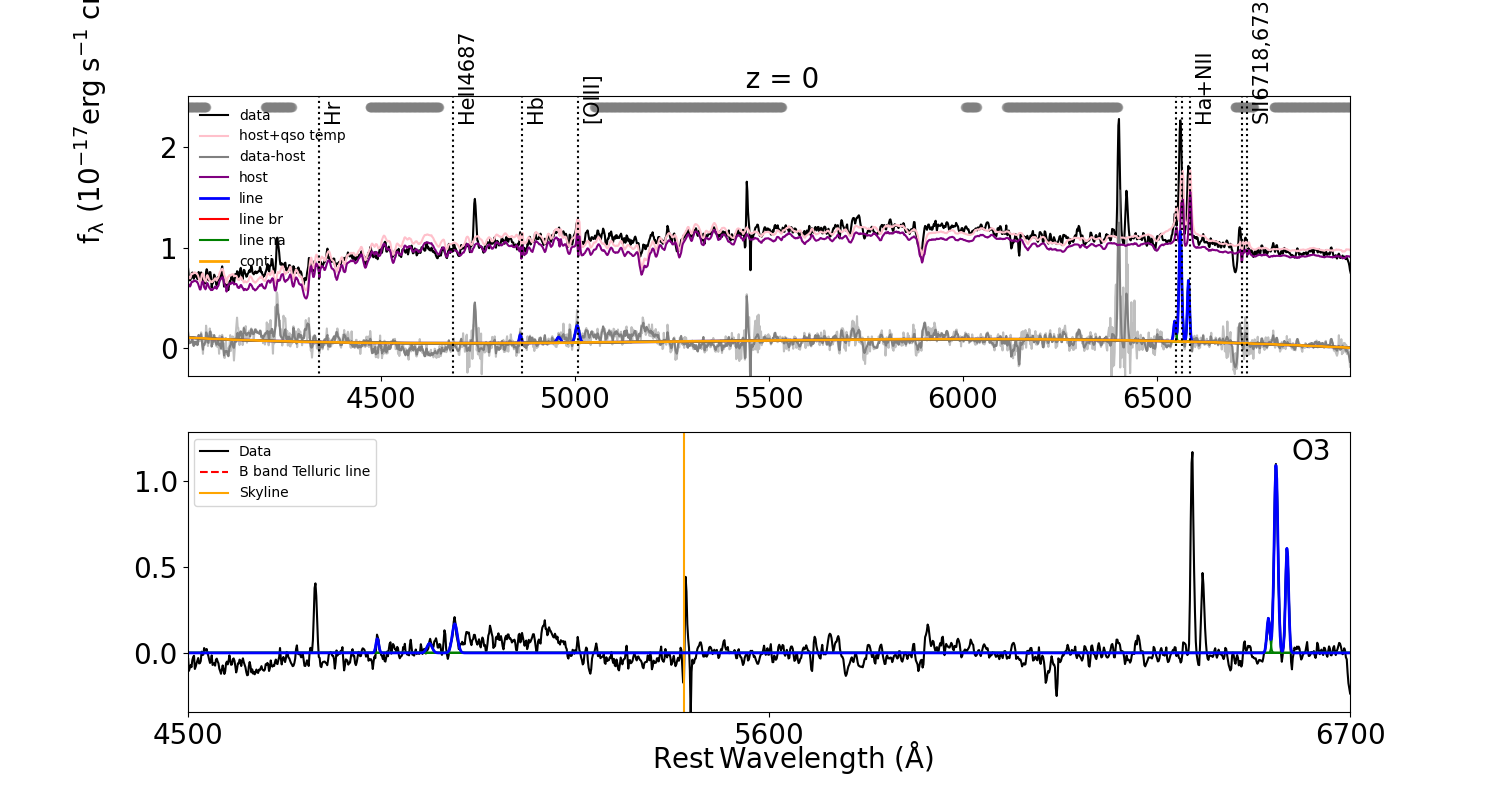 z = 0
fλ (10⁻¹⁷erg s⁻¹ c
Hr
HeII4687
Hb
[OIII]
Ha+NII
SII6718,673
data
host+qso temp
data-host
host
line
line br
line na
conti
2
1
0
4500 5000 5500 6000 6500
O3
Data
B band Telluric line
Skyline
1.0
0.5
0.0
4500 5600 6700
Rest Wavelength (Å)